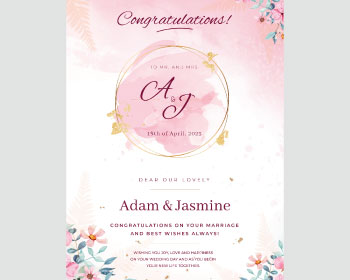 Congratulations!
TO MR. AND MRS.
A
&
J
18th of April, 2025
DEAR OUR LOVELY
Adam & Jasmine
CONGRATULATIONS ON YOUR MARRIAGE
AND BEST WISHES ALWAYS!
WISHING YOU JOY, LOVE AND HAPPINESS
ON YOUR WEDDING DAY AND AS YOU BEGIN
YOUR NEW LIFE TOGETHER.